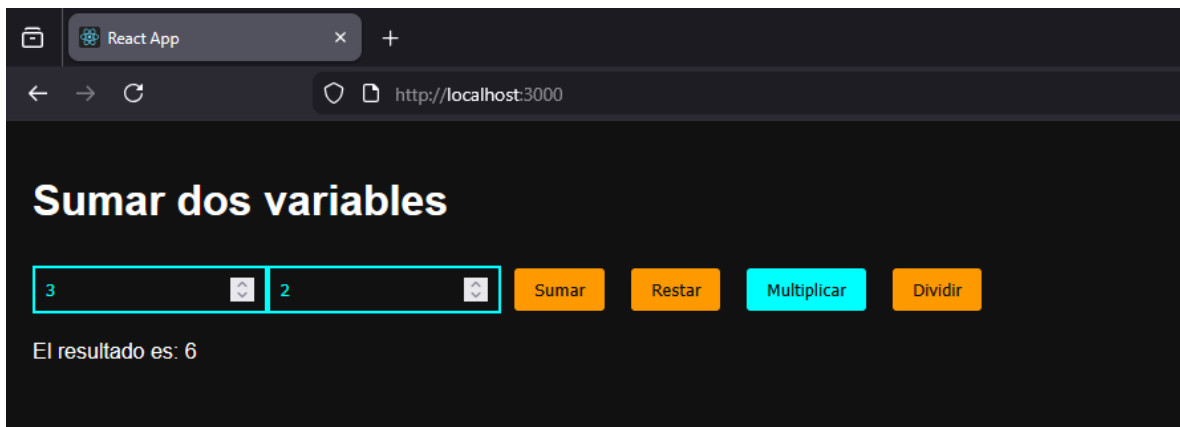 React App
http://localhost:3000
Sumar dos variables
3 2 Sumar Restar Multiplicar Dividir
El resultado es: 6